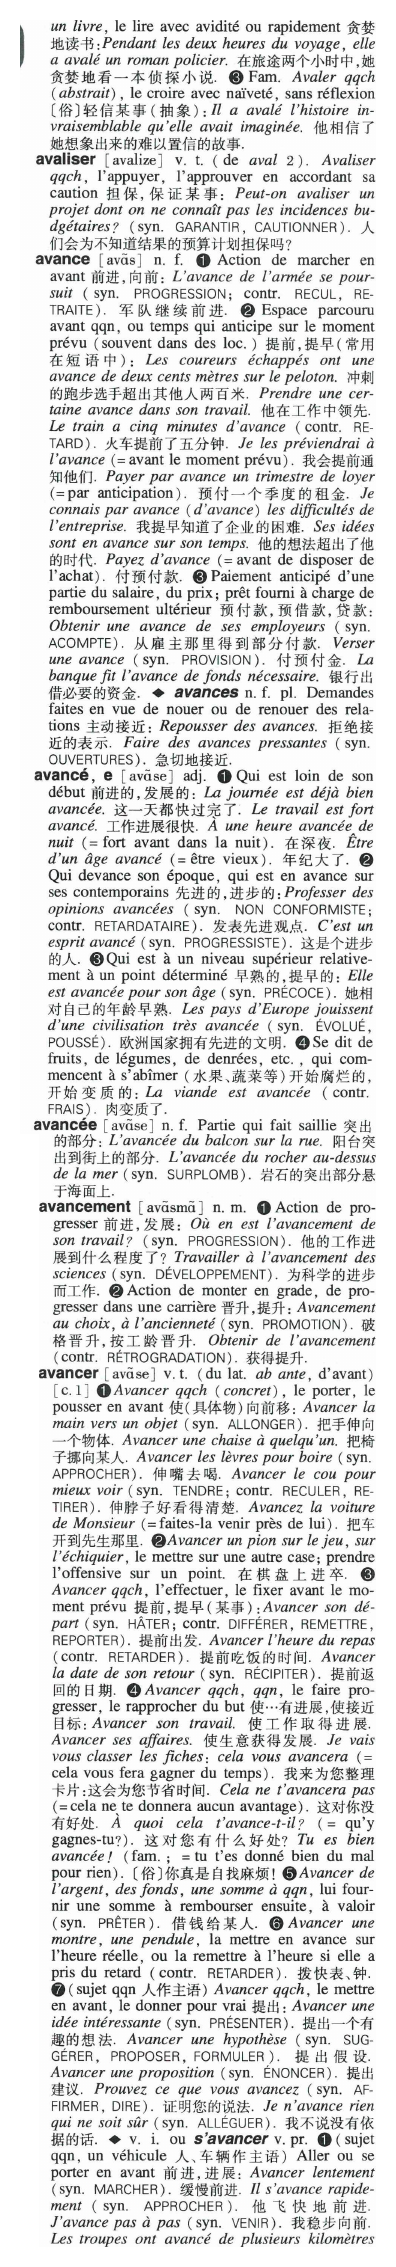 un livre, le lire avec avidité ou rapidement 贪婪
地读书:Pendant les deux heures du voyage, elle
a avalé un roman policier. 在旅途两个小时中,她
贪婪地看一本侦探小说. ❸ Fam. Avaler qqch
(abstrait), le croire avec naïveté, sans réflexion
〔俗〕轻信某事(抽象):Il a avalé l'histoire in-
vraisemblable qu'elle avait imaginée. 他相信了
她想象出来的难以置信的故事.
avaliser [avalize] v. t. (de aval 2). Avaliser
qqch, l'appuyer, l'approuver en accordant sa
caution 担保,保证某事: Peut-on avaliser un
projet dont on ne connaît pas les incidences bu-
dgétaires? (syn. GARANTIR, CAUTIONNER). 人
们会为不知道结果的预算计划担保吗?
avance [avãs] n. f. ❶ Action de marcher en
avant 前进,向前: L'avance de l'armée se pour-
suit (syn. PROGRESSION; contr. RECUL, RE-
TRAITE). 军队继续前进. ❷ Espace parcouru
avant qqn, ou temps qui anticipe sur le moment
prévu (souvent dans des loc.) 提前,提早(常用
在短语中): Les coureurs échappés ont une
avance de deux cents mètres sur le peloton. 冲刺
的跑步选手超出其他人两百米. Prendre une cer-
taine avance dans son travail. 他在工作中领先.
Le train a cinq minutes d'avance (contr. RE-
TARD). 火车提前了五分钟. Je les préviendrai à
l'avance (=avant le moment prévu). 我会提前通
知他们. Payer par avance un trimestre de loyer
(=par anticipation). 预付一个季度的租金. Je
connais par avance (d'avance) les difficultés de
l'entreprise. 我提早知道了企业的困难. Ses idées
sont en avance sur son temps. 他的想法超出了他
的时代. Payez d'avance (=avant de disposer de
l'achat). 付预付款. ❸ Paiement anticipé d'une
partie du salaire, du prix; prêt fourni à charge de
remboursement ultérieur 预付款,预借款,贷款:
Obtenir une avance de ses employeurs (syn.
ACOMPTE). 从雇主那里得到部分付款. Verser
une avance (syn. PROVISION). 付预付金. La
banque fit l'avance de fonds nécessaire. 银行出
借必要的资金. ◆ avances n. f. pl. Demandes
faites en vue de nouer ou de renouer des rela-
tions 主动接近: Repousser des avances. 拒绝接
近的表示. Faire des avances pressantes (syn.
OUVERTURES). 急切地接近.
avancé, e [avãse] adj. ❶ Qui est loin de son
début 前进的,发展的: La journée est déjà bien
avancée. 这一天都快过完了. Le travail est fort
avancé. 工作进展很快. À une heure avancée de
nuit (=fort avant dans la nuit). 在深夜. Être
d'un âge avancé (=être vieux). 年纪大了. ❷
Qui devance son époque, qui est en avance sur
ses contemporains 先进的,进步的:Professer des
opinions avancées (syn. NON CONFORMISTE;
contr. RETARDATAIRE). 发表先进观点. C'est un
esprit avancé (syn. PROGRESSISTE). 这是个进步
的人. ❸Qui est à un niveau supérieur relative-
ment à un point déterminé 早熟的,提早的: Elle
est avancée pour son âge (syn. PRÉCOCE). 她相
对自己的年龄早熟. Les pays d'Europe jouissent
d'une civilisation très avancée (syn. ÉVOLUÉ,
POUSSÉ). 欧洲国家拥有先进的文明. ❹ Se dit de
fruits, de légumes, de denrées, etc., qui com-
mencent à s'abîmer (水果、蔬菜等)开始腐烂的,
开始变质的: La viande est avancée (contr.
FRAIS). 肉变质了.
avancée [avãse] n. f. Partie qui fait saillie 突出
的部分: L'avancée du balcon sur la rue. 阳台突
出到街上的部分. L'avancée du rocher au-dessus
de la mer (syn. SURPLOMB). 岩石的突出部分悬
于海面上.
avancement [avãsmã] n. m. ❶ Action de pro-
gresser 前进,发展: Où en est l'avancement de
son travail? (syn. PROGRESSION). 他的工作进
展到什么程度了? Travailler à l'avancement des
sciences (syn. DÉVELOPPEMENT). 为科学的进步
而工作. ❷ Action de monter en grade, de pro-
gresser dans une carrière 晋升,提升: Avancement
au choix, à l'ancienneté (syn. PROMOTION). 破
格晋升,按工龄晋升. Obtenir de l'avancement
(contr. RÉTROGRADATION). 获得提升.
avancer [avãse] v. t. (du lat. ab ante, d'avant)
[c. 1] ❶ Avancer qqch (concret), le porter, le
pousser en avant 使(具体物)向前移: Avancer la
main vers un objet (syn. ALLONGER). 把手伸向
一个物体. Avancer une chaise à quelqu'un. 把椅
子挪向某人. Avancer les lèvres pour boire (syn.
APPROCHER). 伸嘴去喝. Avancer le cou pour
mieux voir (syn. TENDRE; contr. RECULER, RE-
TIRER). 伸脖子好看得清楚. Avancez la voiture
de Monsieur (=faites-la venir près de lui). 把车
开到先生那里. ❷Avancer un pion sur le jeu, sur
l'échiquier, le mettre sur une autre case; prendre
l'offensive sur un point. 在棋盘上进卒. ❸
Avancer qqch, l'effectuer, le fixer avant le mo-
ment prévu 提前,提早(某事):Avancer son dé-
part (syn. HÂTER; contr. DIFFÉRER, REMETTRE,
REPORTER). 提前出发. Avancer l'heure du repas
(contr. RETARDER). 提前吃饭的时间. Avancer
la date de son retour (syn. RÉCIPITER). 提前返
回的日期. ❹ Avancer qqch, qqn, le faire pro-
gresser, le rapprocher du but 使…有进展,使接近
目标: Avancer son travail. 使工作取得进展.
Avancer ses affaires. 使生意获得发展. Je vais
vous classer les fiches: cela vous avancera (=
cela vous fera gagner du temps). 我来为您整理
卡片:这会为您节省时间. Cela ne t'avancera pas
(=cela ne te donnera aucun avantage). 这对你没
有好处. À quoi cela t'avance-t-il? (= qu'y
gagnes-tu?). 这对您有什么好处? Tu es bien
avancée! (fam.; =tu t'es donné bien du mal
pour rien). 〔俗〕你真是自找麻烦! ❺Avancer de
l'argent, des fonds, une somme à qqn, lui four-
nir une somme à rembourser ensuite, à valoir
(syn. PRÊTER). 借钱给某人. ❻ Avancer une
montre, une pendule, la mettre en avance sur
l'heure réelle, ou la remettre à l'heure si elle a
pris du retard (contr. RETARDER). 拨快表、钟.
❼(sujet qqn 人作主语) Avancer qqch, le mettre
en avant, le donner pour vrai 提出: Avancer une
idée intéressante (syn. PRÉSENTER). 提出一个有
趣的想法. Avancer une hypothèse (syn. SUG-
GÉRER, PROPOSER, FORMULER). 提出假设.
Avancer une proposition (syn. ÉNONCER). 提出
建议. Prouvez ce que vous avancez (syn. AF-
FIRMER, DIRE). 证明您的说法. Je n'avance rien
qui ne soit sûr (syn. ALLÉGUER). 我不说没有依
据的话. ◆ v. i. ou s'avancer v. pr. ❶(sujet
qqn, un véhicule 人、车辆作主语) Aller ou se
porter en avant 前进,进展: Avancer lentement
(syn. MARCHER). 缓慢前进. Il s'avance rapide-
ment (syn. APPROCHER). 他飞快地前进.
J'avance pas à pas (syn. VENIR). 我稳步向前.
Les troupes ont avancé de plusieurs kilomètres